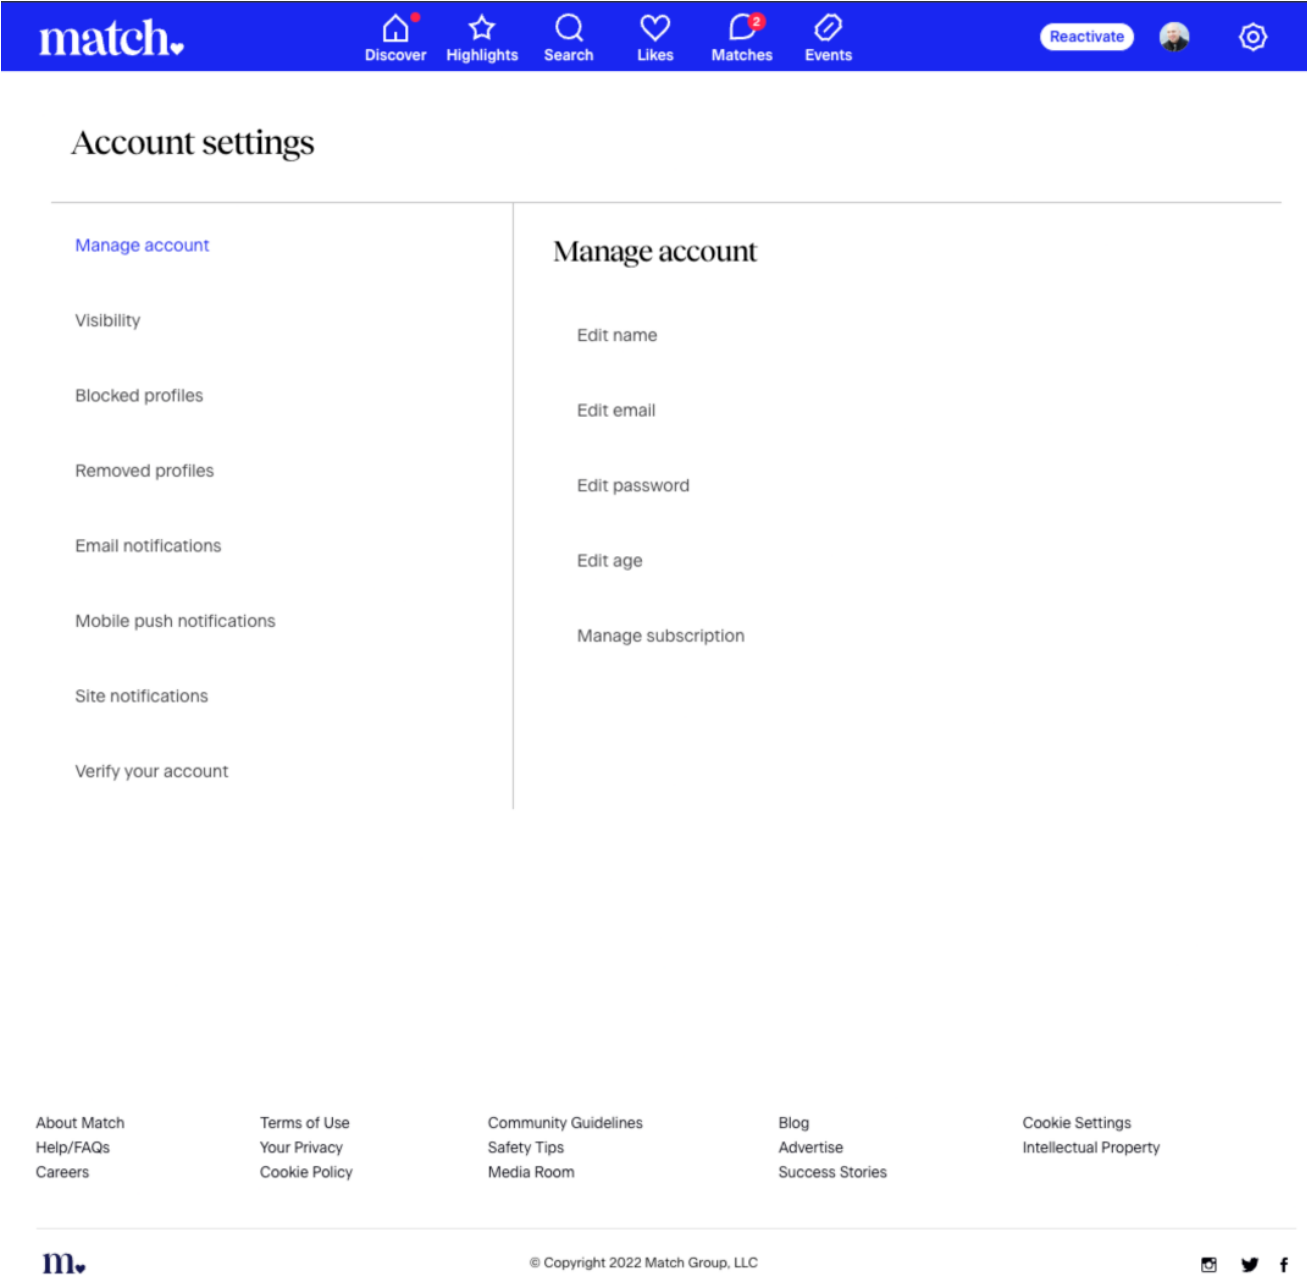 match
Discover
Highlights
Search
Likes
2
Matches
Events
Reactivate
Account settings
Manage account
Visibility
Blocked profiles
Removed profiles
Email notifications
Mobile push notifications
Site notifications
Verify your account
Manage account
Edit name
Edit email
Edit password
Edit age
Manage subscription
About Match
Help/FAQs
Careers
Terms of Use
Your Privacy
Cookie Policy
Community Guidelines
Safety Tips
Media Room
Blog
Advertise
Success Stories
Cookie Settings
Intellectual Property
m
© Copyright 2022 Match Group, LLC